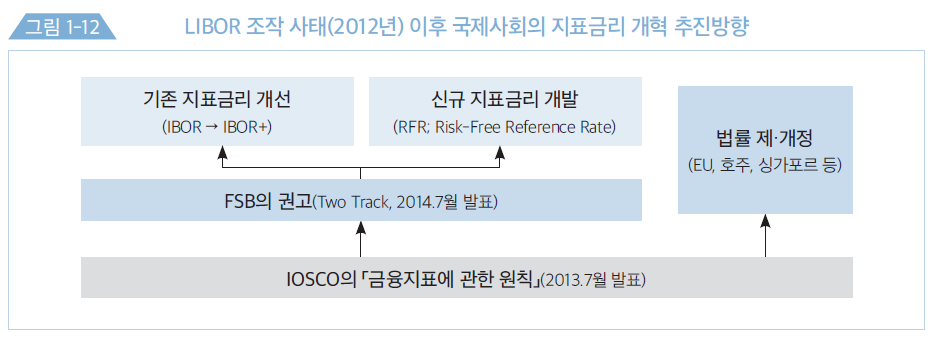 그림 1-12
LIBOR 조작 사태(2012년) 이후 국제사회의 지표금리 개혁 추진방향
기존 지표금리 개선
(IBOR → IBOR+)
신규 지표금리 개발
(RFR; Risk-Free Reference Rate)
법률 제·개정
(EU, 호주, 싱가포르 등)
FSB의 권고(Two Track, 2014.7월 발표)
IOSCO의 「금융지표에 관한 원칙」(2013.7월 발표)